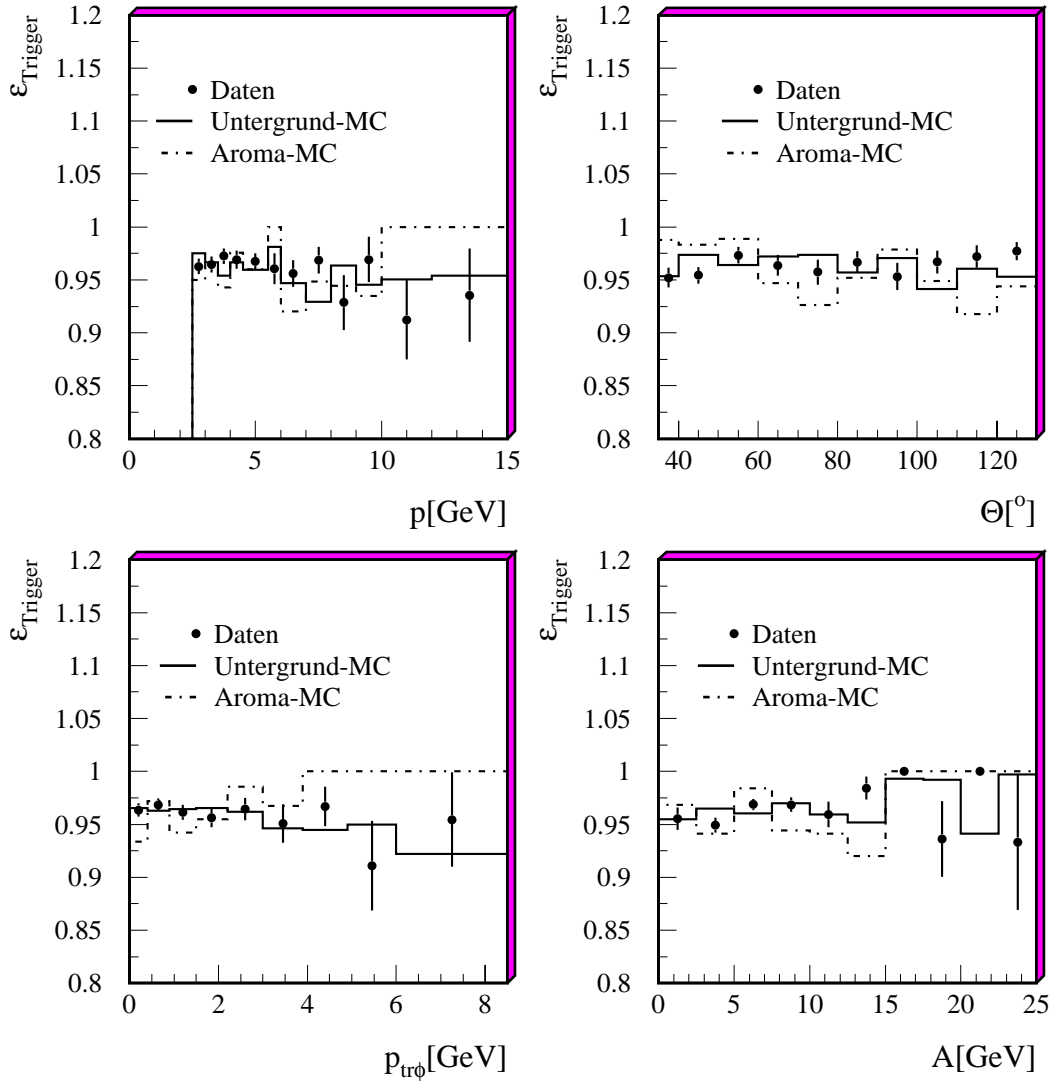 ε_Trigger
1.2
1.15
1.1
1.05
1
0.95
0.9
0.85
0.8
Daten
Untergrund-MC
Aroma-MC
0 5 10 15
p[GeV]
ε_Trigger
1.2
1.15
1.1
1.05
1
0.95
0.9
0.85
0.8
Daten
Untergrund-MC
Aroma-MC
40 60 80 100 120
Θ[°]
ε_Trigger
1.2
1.15
1.1
1.05
1
0.95
0.9
0.85
0.8
Daten
Untergrund-MC
Aroma-MC
0 2 4 6 8
p_trϕ[GeV]
ε_Trigger
1.2
1.15
1.1
1.05
1
0.95
0.9
0.85
0.8
Daten
Untergrund-MC
Aroma-MC
0 5 10 15 20 25
A[GeV]